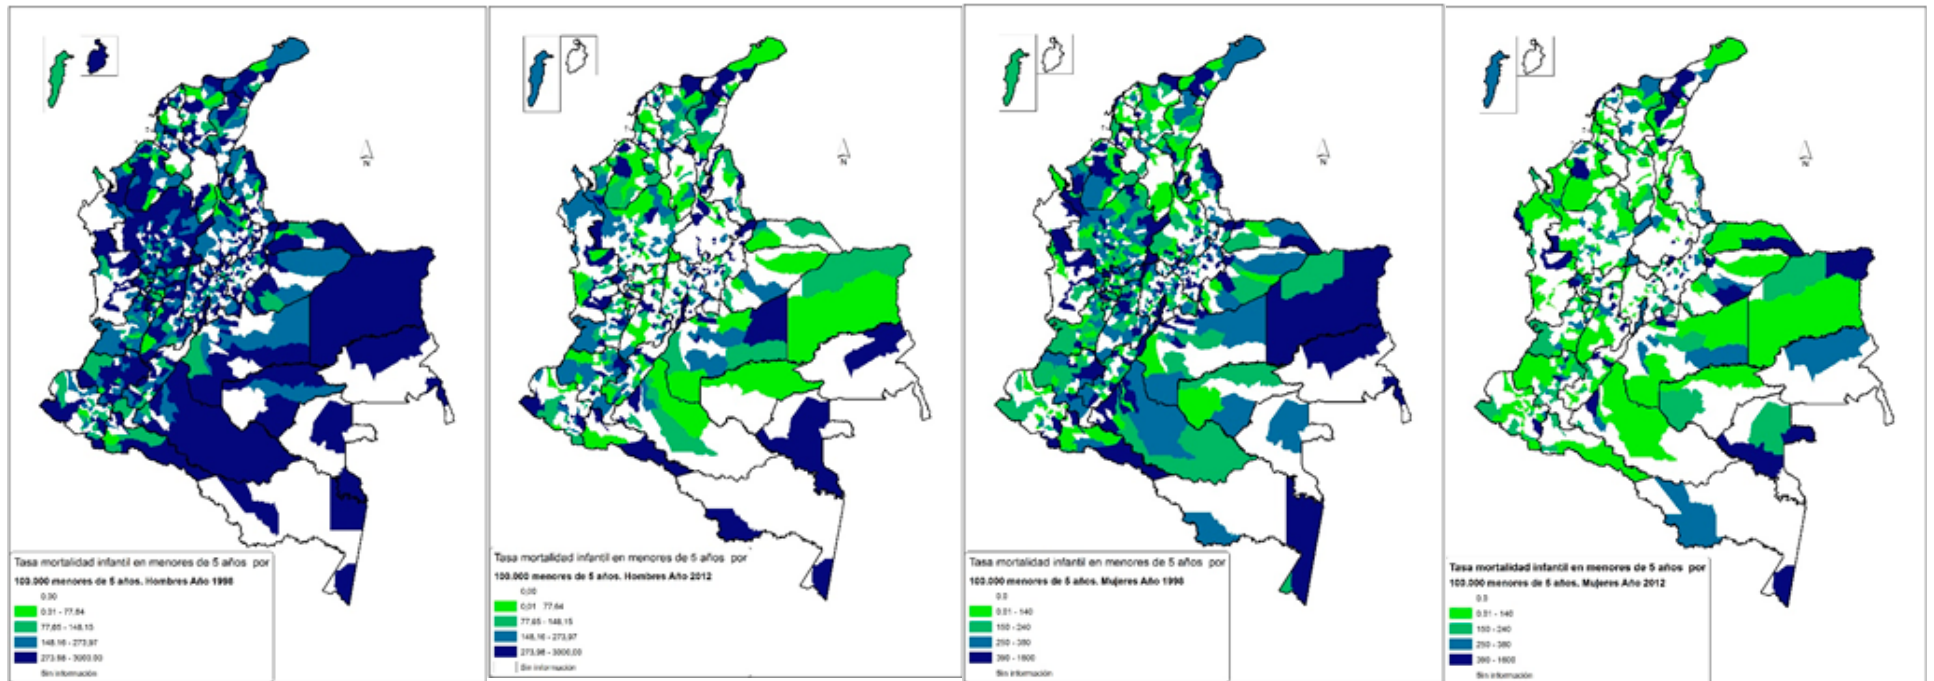 N
Tasa mortalidad infantil en menores de 5 años por
100.000 menores de 5 años. Hombres Año 1998
0.00
0.01 - 77.64
77,65 - 148,15
148.16 - 273,97
273.98 - 3000.00
Sin información
N
Tasa mortalidad infantil en menores de 5 años por
100.000 menores de 5 años. Hombres Año 2012
0,00
0,01 77.64
77,65 - 148,15
148,16 - 273,97
273,98 - 3000,00
Sin información
N
Tasa mortalidad infantil en menores de 5 años por
100.000 menores de 5 años. Mujeres Año 1998
0.0
0.01 - 140
150 - 240
250 - 380
390 - 1600
Sin información
N
Tasa mortalidad infantil en menores de 5 años por
100.000 menores de 5 años. Mujeres Año 2012
0.0
0.01 - 140
150 - 240
250 - 380
390 - 1600
Sin información